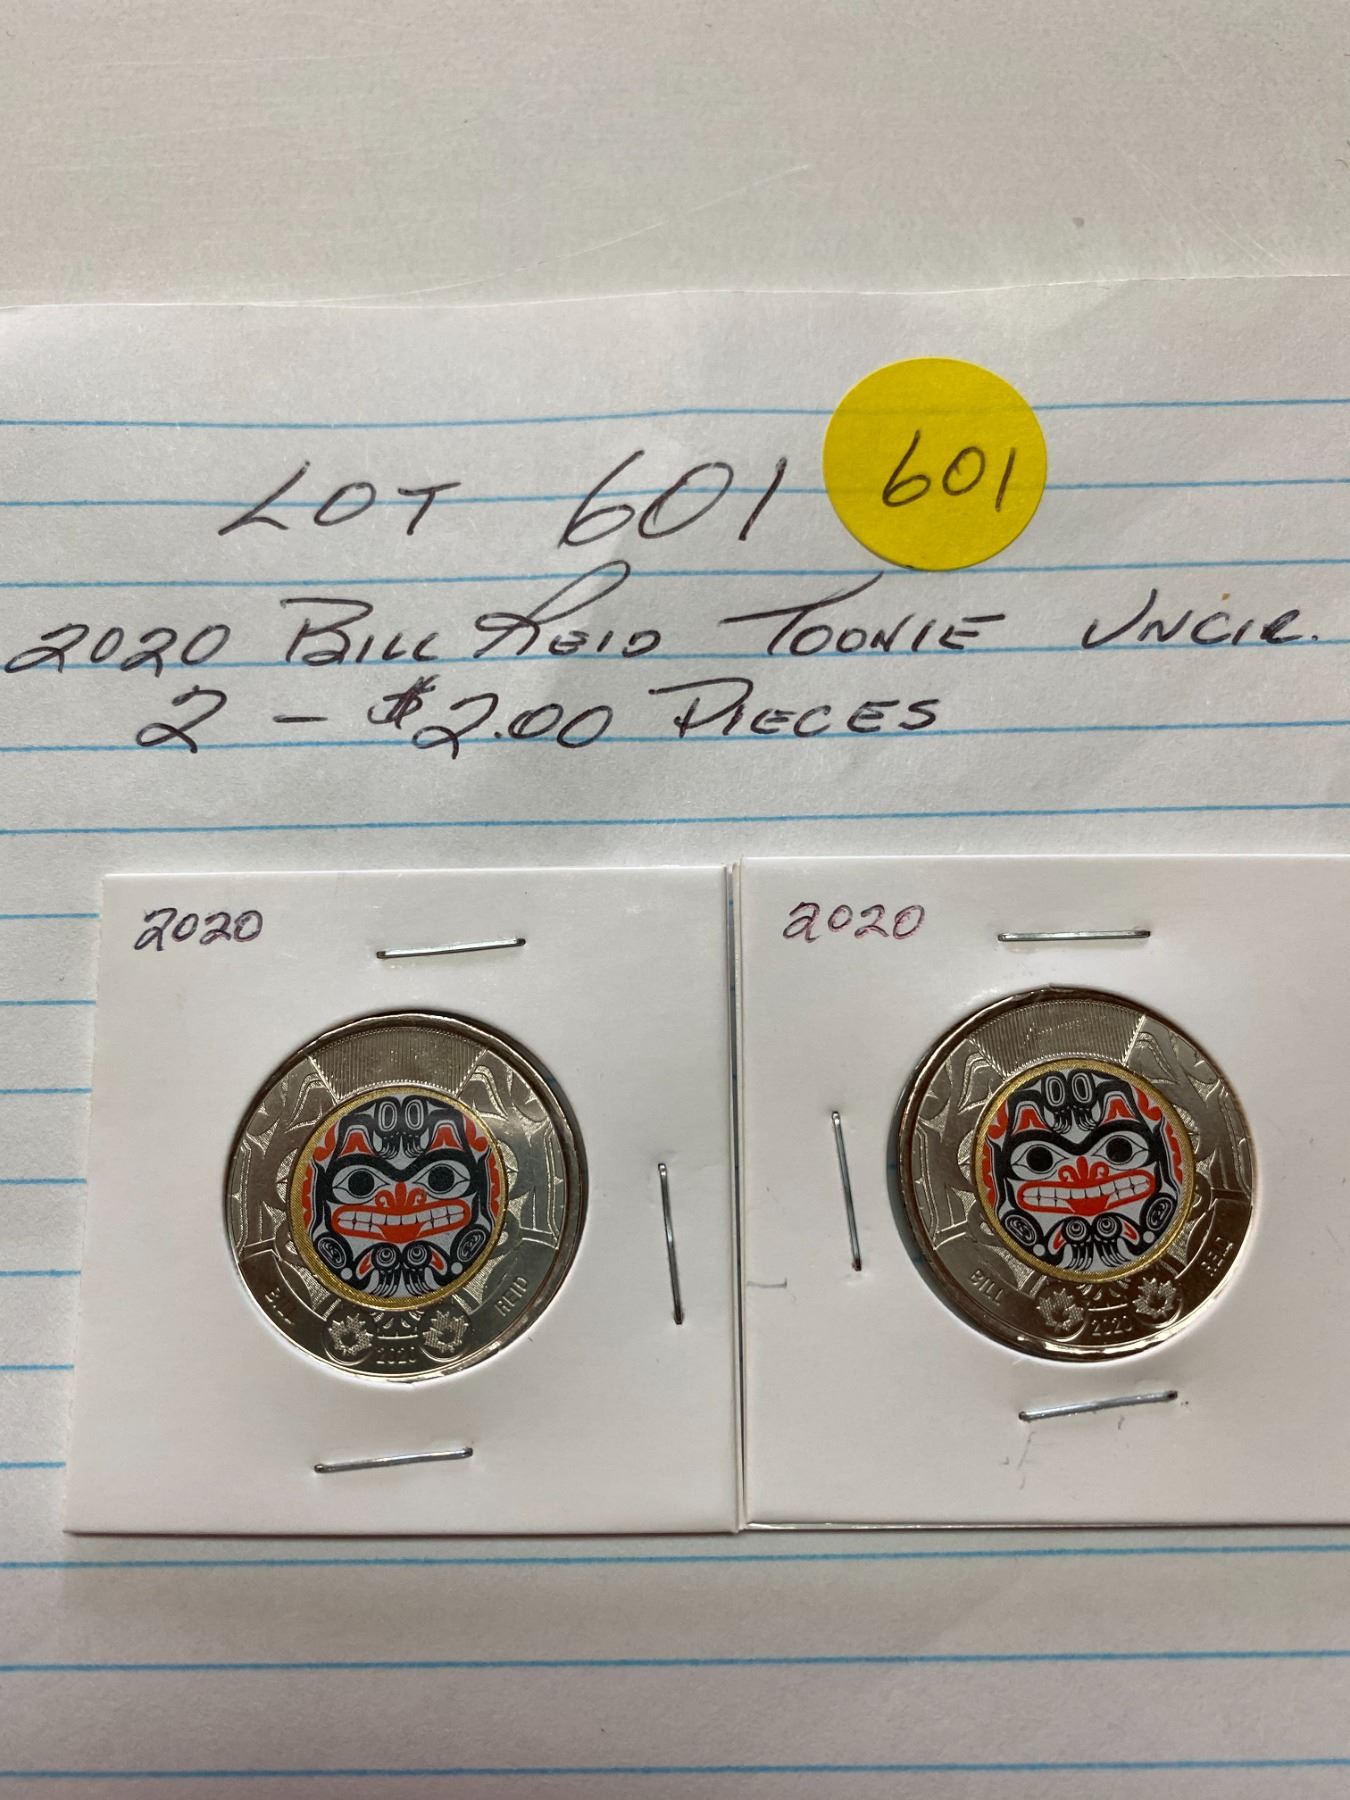 LOT 601
601
2020 BILL REID TOONIE UNCIR.
2 - $2.00 PIECES
2020
2020
BILL REID
2020
BILL REID
2020